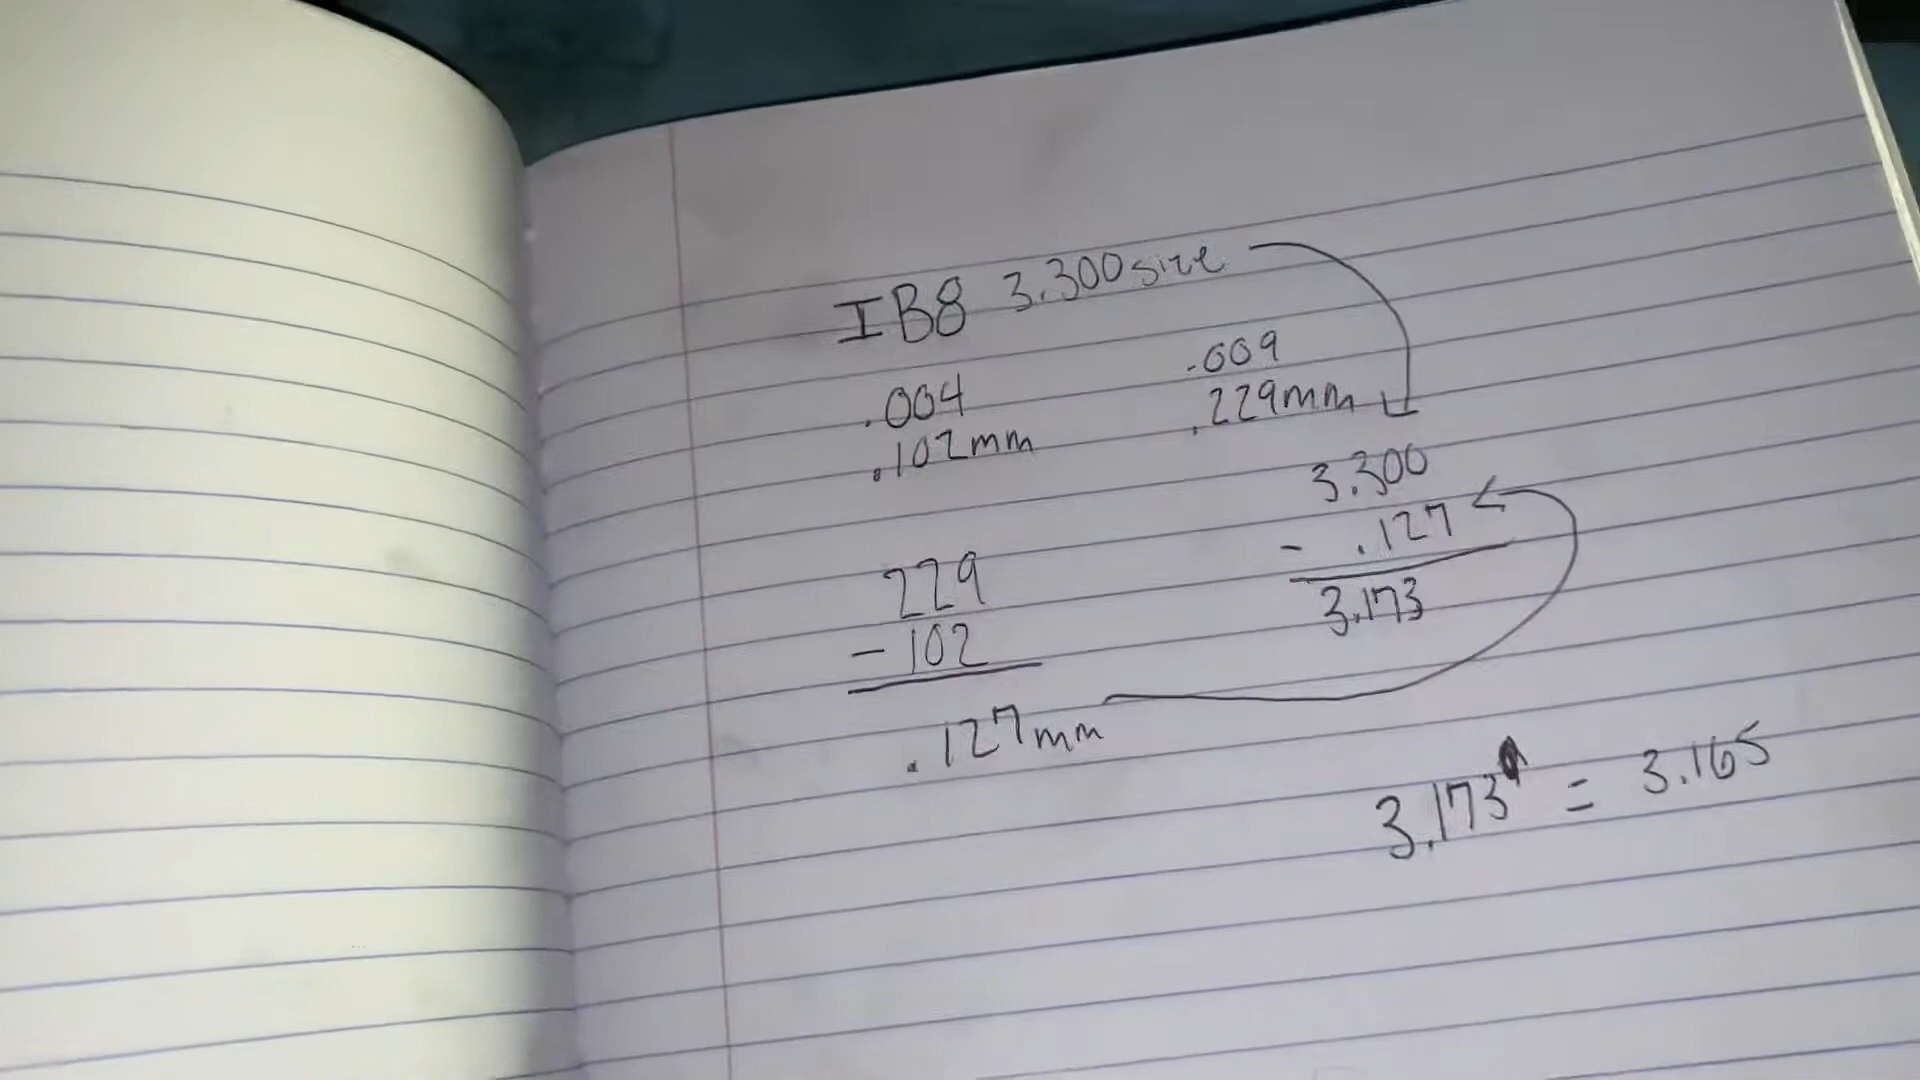 IB8 3.300 size
.004
.102mm
.009
.229mm
229
- 102
.127mm
3.300
- .127
3.173
3.173 = 3.165